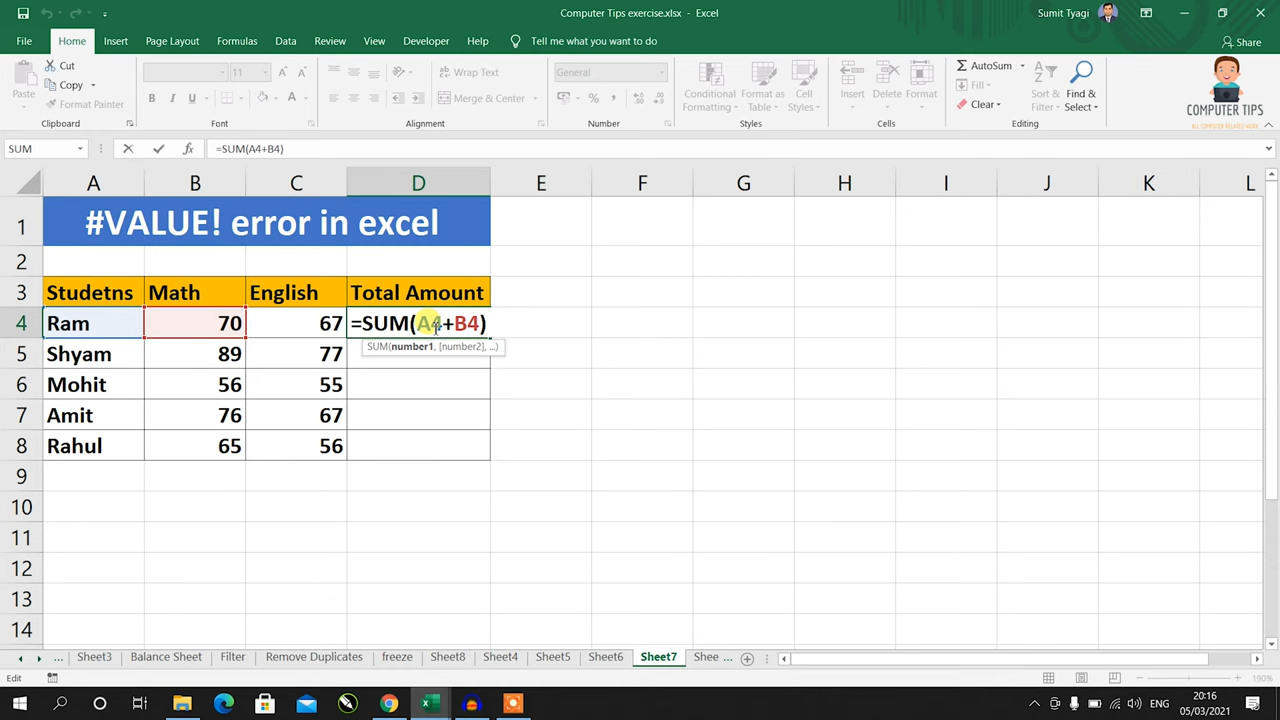 Computer Tips exercise.xlsx - Excel
Sumit Tyagi
File Home Insert Page Layout Formulas Data Review View Developer Help Tell me what you want to do
Share
Paste
Cut
Copy
Format Painter
Clipboard
11
Font
Wrap Text
Merge & Center
Alignment
General
Number
Conditional Formatting
Format as Table
Cell Styles
Styles
Insert
Delete
Format
Cells
AutoSum
Fill
Clear
Sort & Filter
Find & Select
Editing
COMPUTER TIPS
ALL COMPUTER RELATED WORK
SUM
=SUM(A4+B4)
A B C D E F G H I J K L
1 #VALUE! error in excel
2
3 Studetns Math English Total Amount
4 Ram 70 67 =SUM(A4+B4)
SUM(number1, [number2], ...)
5 Shyam 89 77
6 Mohit 56 55
7 Amit 76 67
8 Rahul 65 56
9
10
11
12
13
14
... Sheet3 Balance Sheet Filter Remove Duplicates freeze Sheet8 Sheet4 Sheet5 Sheet6 Sheet7 Shee ...
Edit
190%
ENG
20:16
05/03/2021